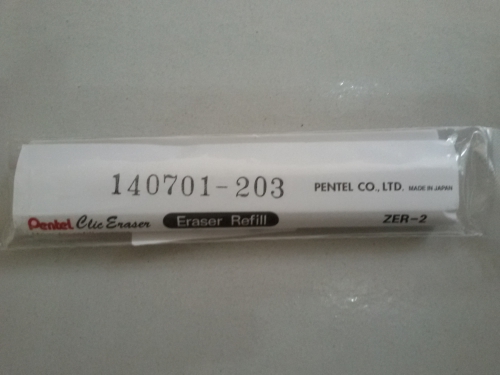 140701-203 PENTEL CO., LTD. MADE IN JAPAN
Pentel Clic Eraser Eraser Refill ZER-2